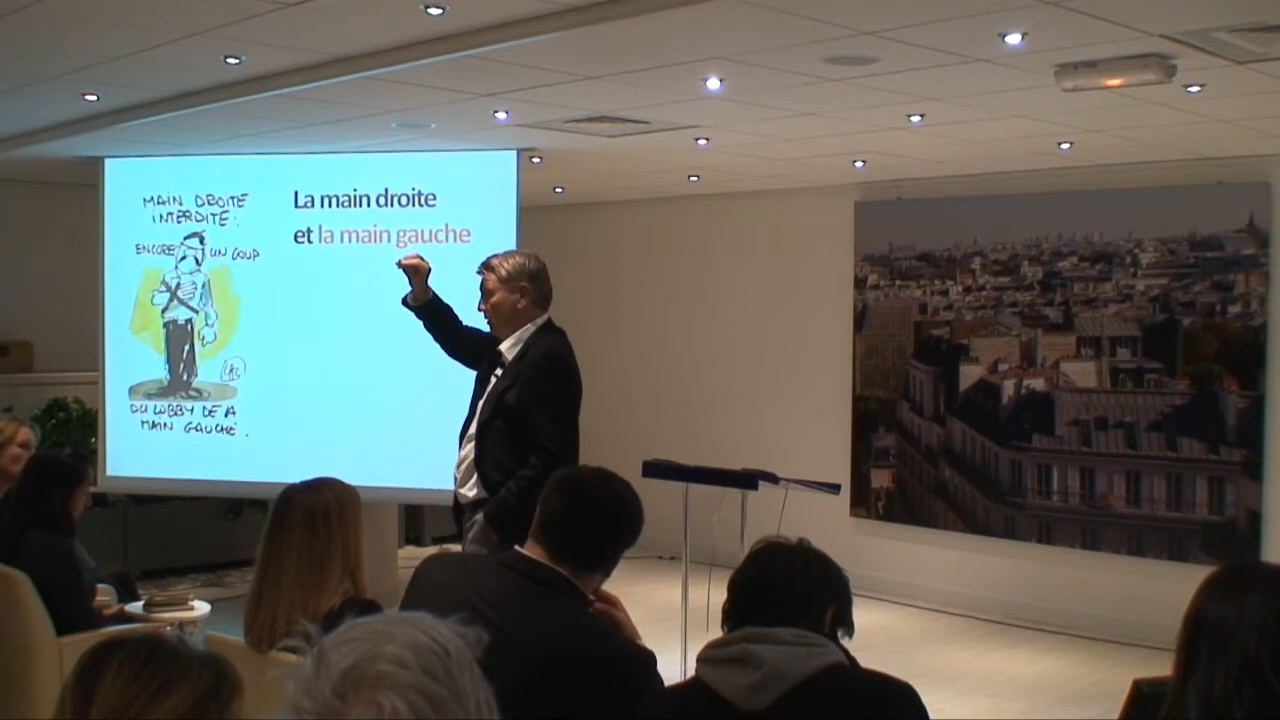 MAIN DROITE
INTERDITE :
ENCORE UN COUP
DU LOBBY DE LA
MAIN GAUCHE.
La main droite
et la main gauche